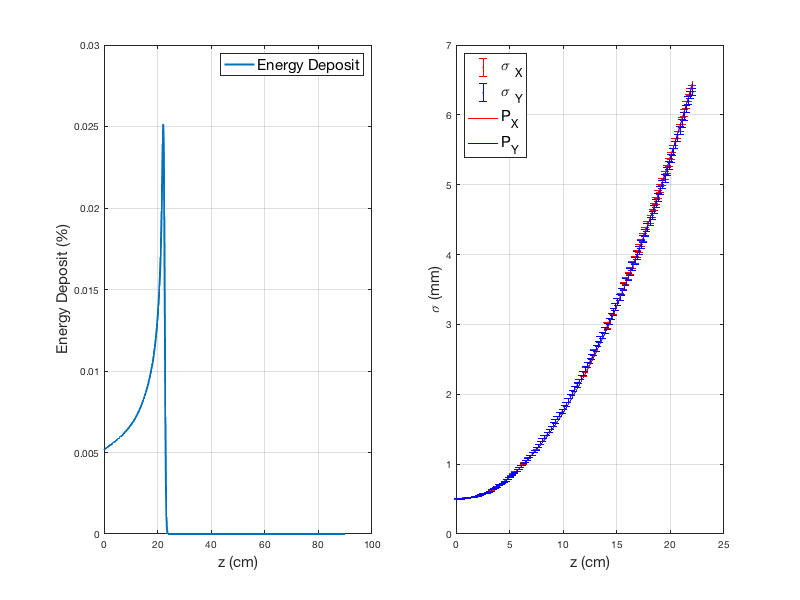 0.03
0.025
0.02
0.015
0.01
0.005
0
Energy Deposit (%)
0 20 40 60 80 100
z (cm)
Energy Deposit
7
6
5
4
3
2
1
0
σ (mm)
0 5 10 15 20 25
z (cm)
σ X
σ Y
P X
P Y